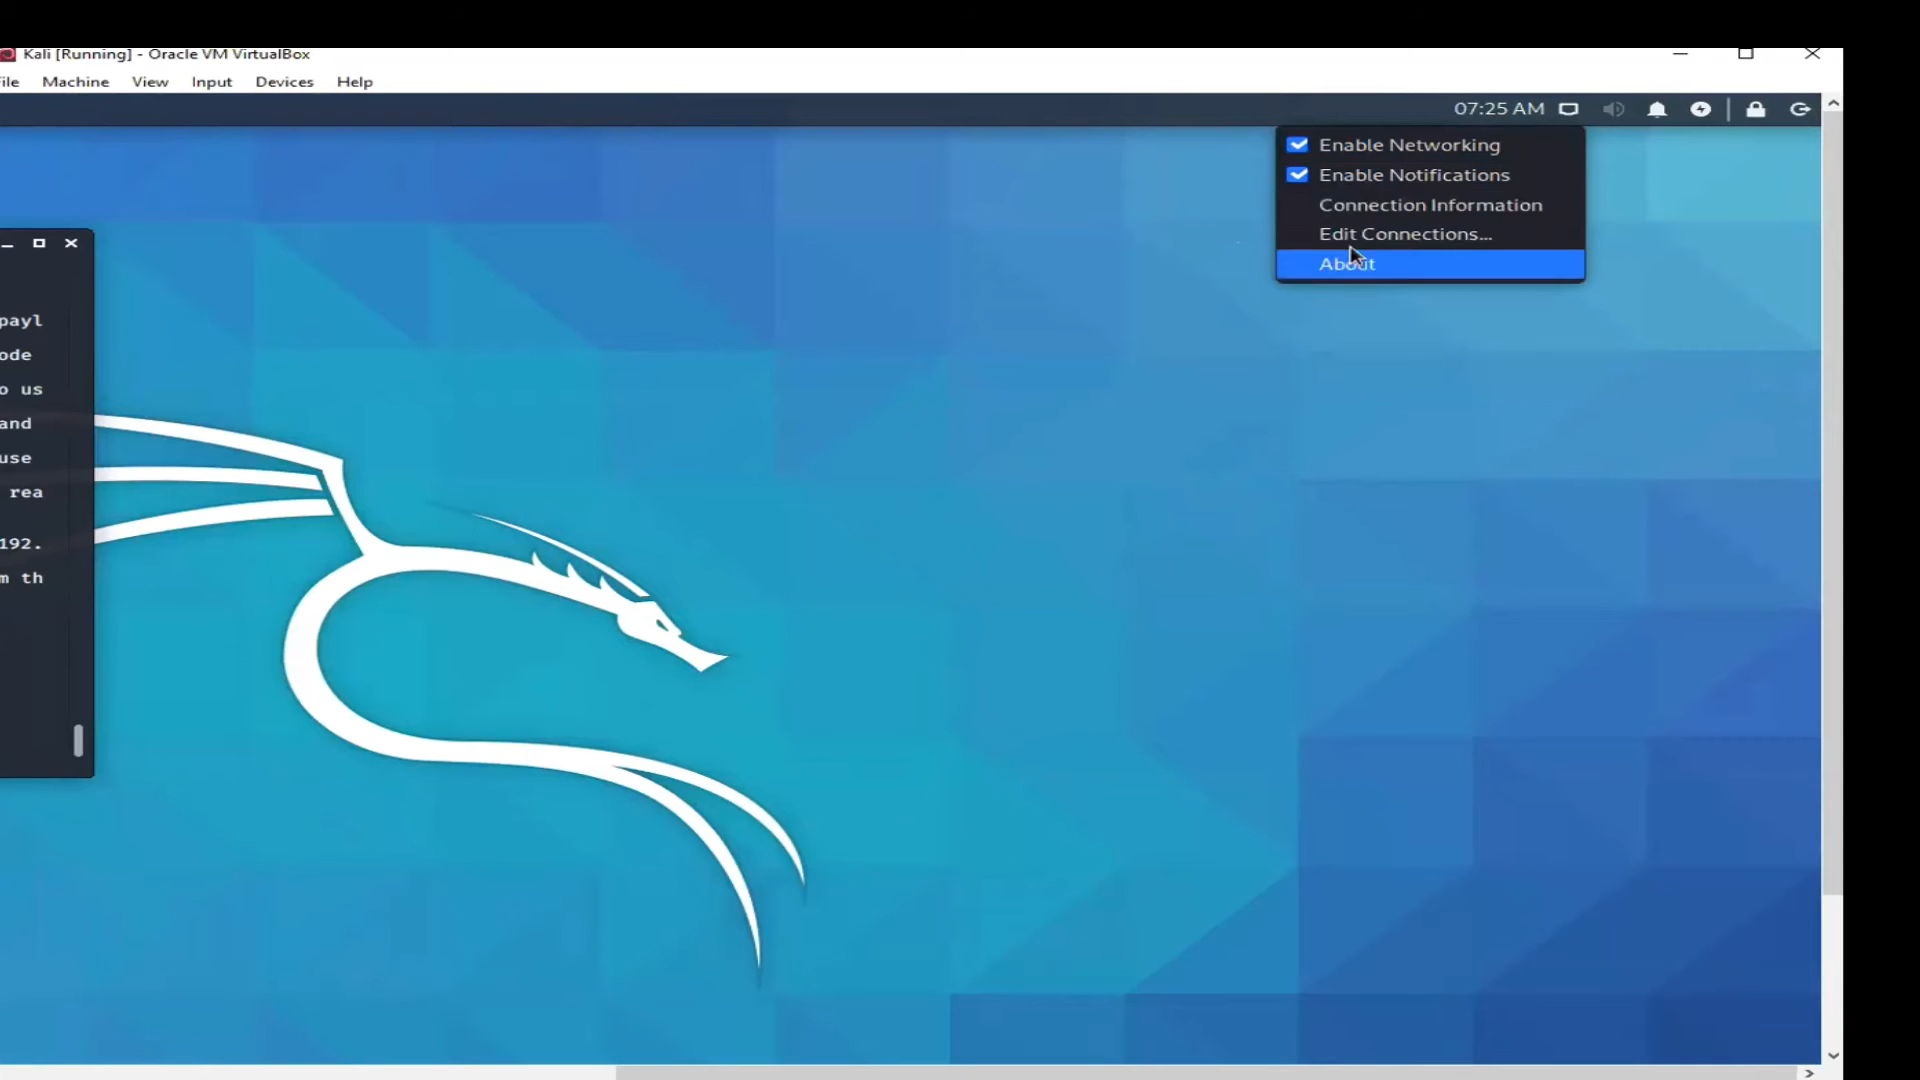 Kali [Running] - Oracle VM VirtualBox
File Machine View Input Devices Help
07:25 AM
Enable Networking
Enable Notifications
Connection Information
Edit Connections...
About
payl
ode
o us
and
use
rea
192.
m th